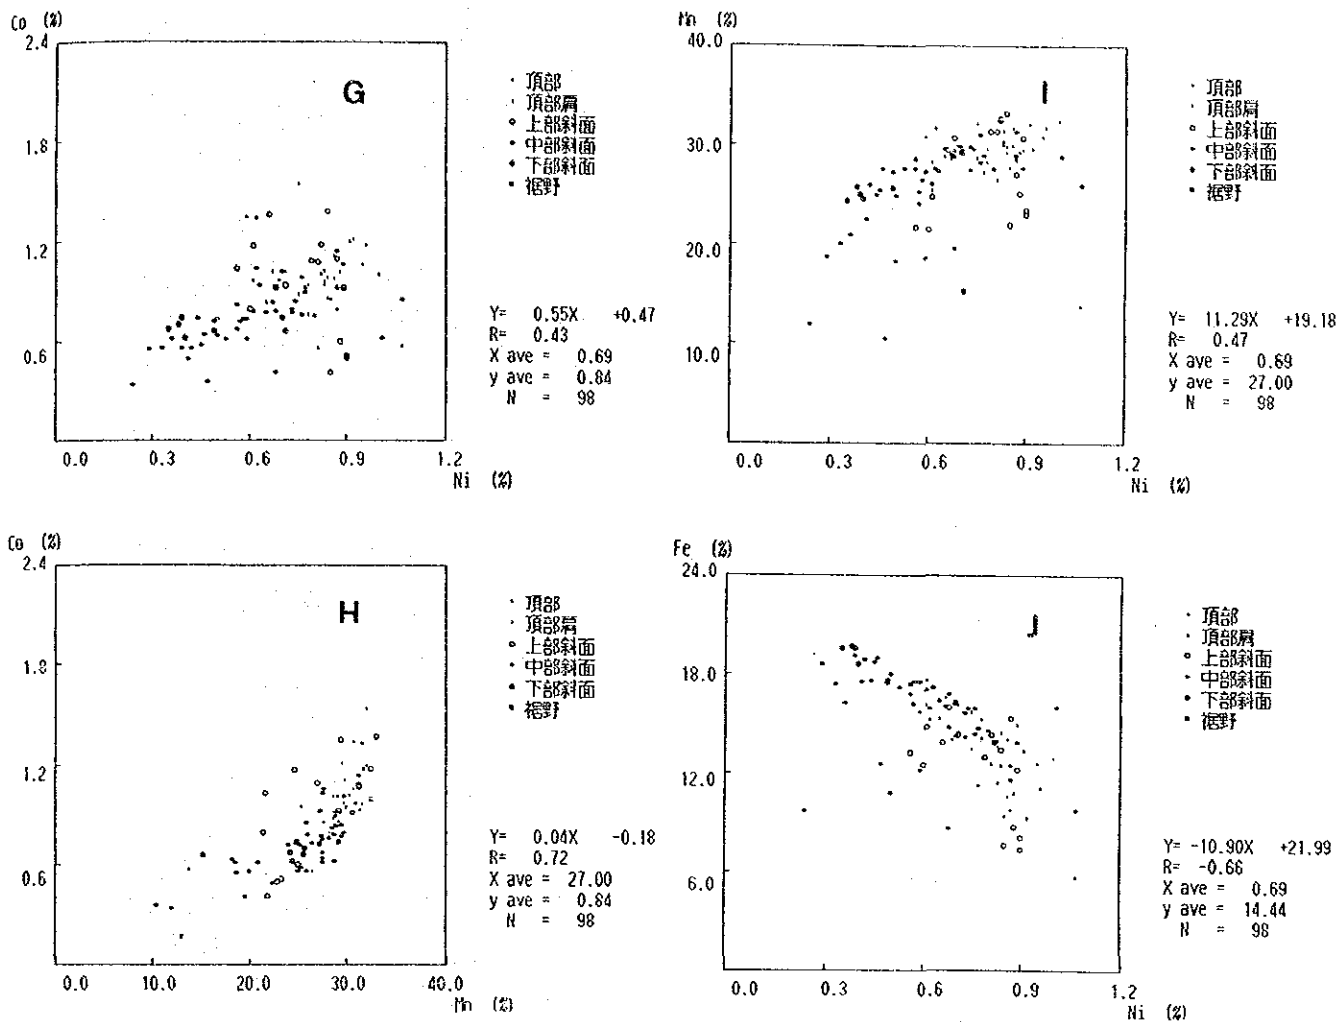 Co (%)
2.4
1.8
1.2
0.6
0.0 0.3 0.6 0.9 1.2
Ni (%)
G
頂部
頂部肩
上部斜面
中部斜面
下部斜面
裾野
Y= 0.55X +0.47
R= 0.43
X ave = 0.69
y ave = 0.84
N = 98
Mn (%)
40.0
30.0
20.0
10.0
0.0 0.3 0.6 0.9 1.2
Ni (%)
I
頂部
頂部肩
上部斜面
中部斜面
下部斜面
裾野
Y= 11.29X +19.18
R= 0.47
X ave = 0.69
y ave = 27.00
N = 98
Co (%)
2.4
1.8
1.2
0.6
0.0 10.0 20.0 30.0 40.0
Mn (%)
H
頂部
頂部肩
上部斜面
中部斜面
下部斜面
裾野
Y= 0.04X -0.18
R= 0.72
X ave = 27.00
y ave = 0.84
N = 98
Fe (%)
24.0
18.0
12.0
6.0
0.0 0.3 0.6 0.9 1.2
Ni (%)
J
頂部
頂部肩
上部斜面
中部斜面
下部斜面
裾野
Y= -10.90X +21.99
R= -0.66
X ave = 0.69
y ave = 14.44
N = 98